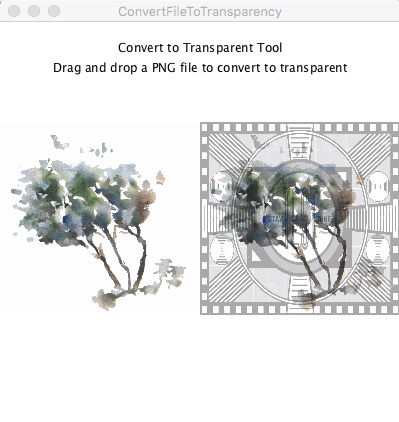 ConvertFileToTransparency
Convert to Transparent Tool
Drag and drop a PNG file to convert to transparent